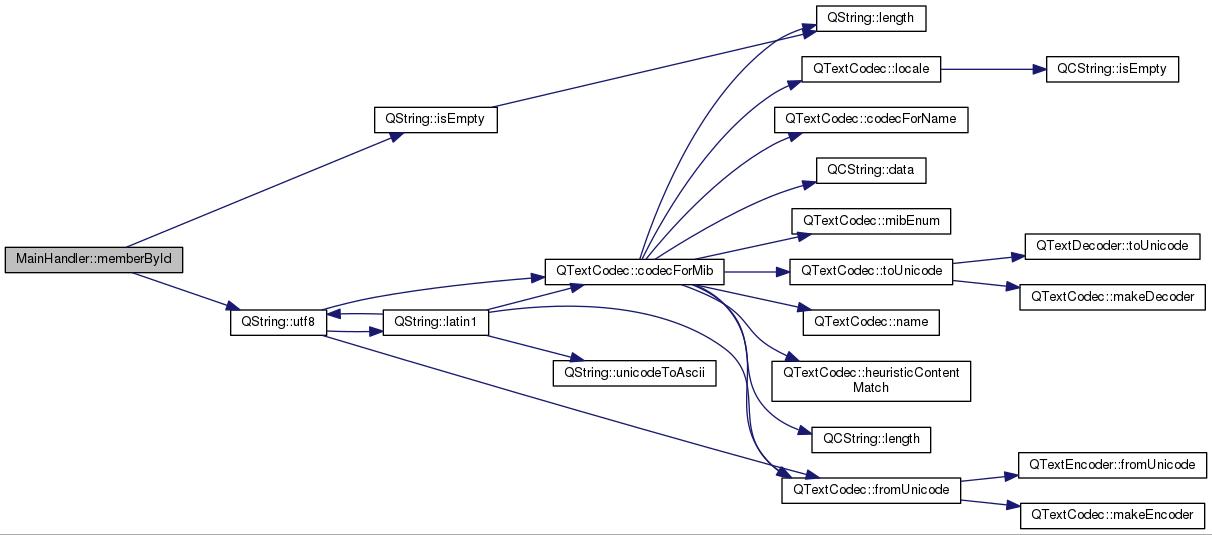 QString::length
QTextCodec::locale
QCString::isEmpty
QString::isEmpty
QTextCodec::codecForName
QCString::data
QTextCodec::mibEnum
QTextDecoder::toUnicode
MainHandler::memberById
QTextCodec::codecForMib
QTextCodec::toUnicode
QTextCodec::makeDecoder
QString::utf8
QString::latin1
QTextCodec::name
QString::unicodeToAscii
QTextCodec::heuristicContent
Match
QCString::length
QTextEncoder::fromUnicode
QTextCodec::fromUnicode
QTextCodec::makeEncoder